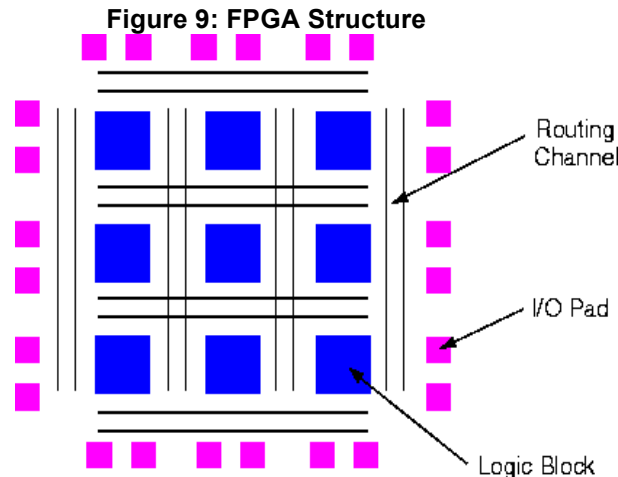 Figure 9: FPGA Structure
Routing
Channel
I/O Pad
Logic Block